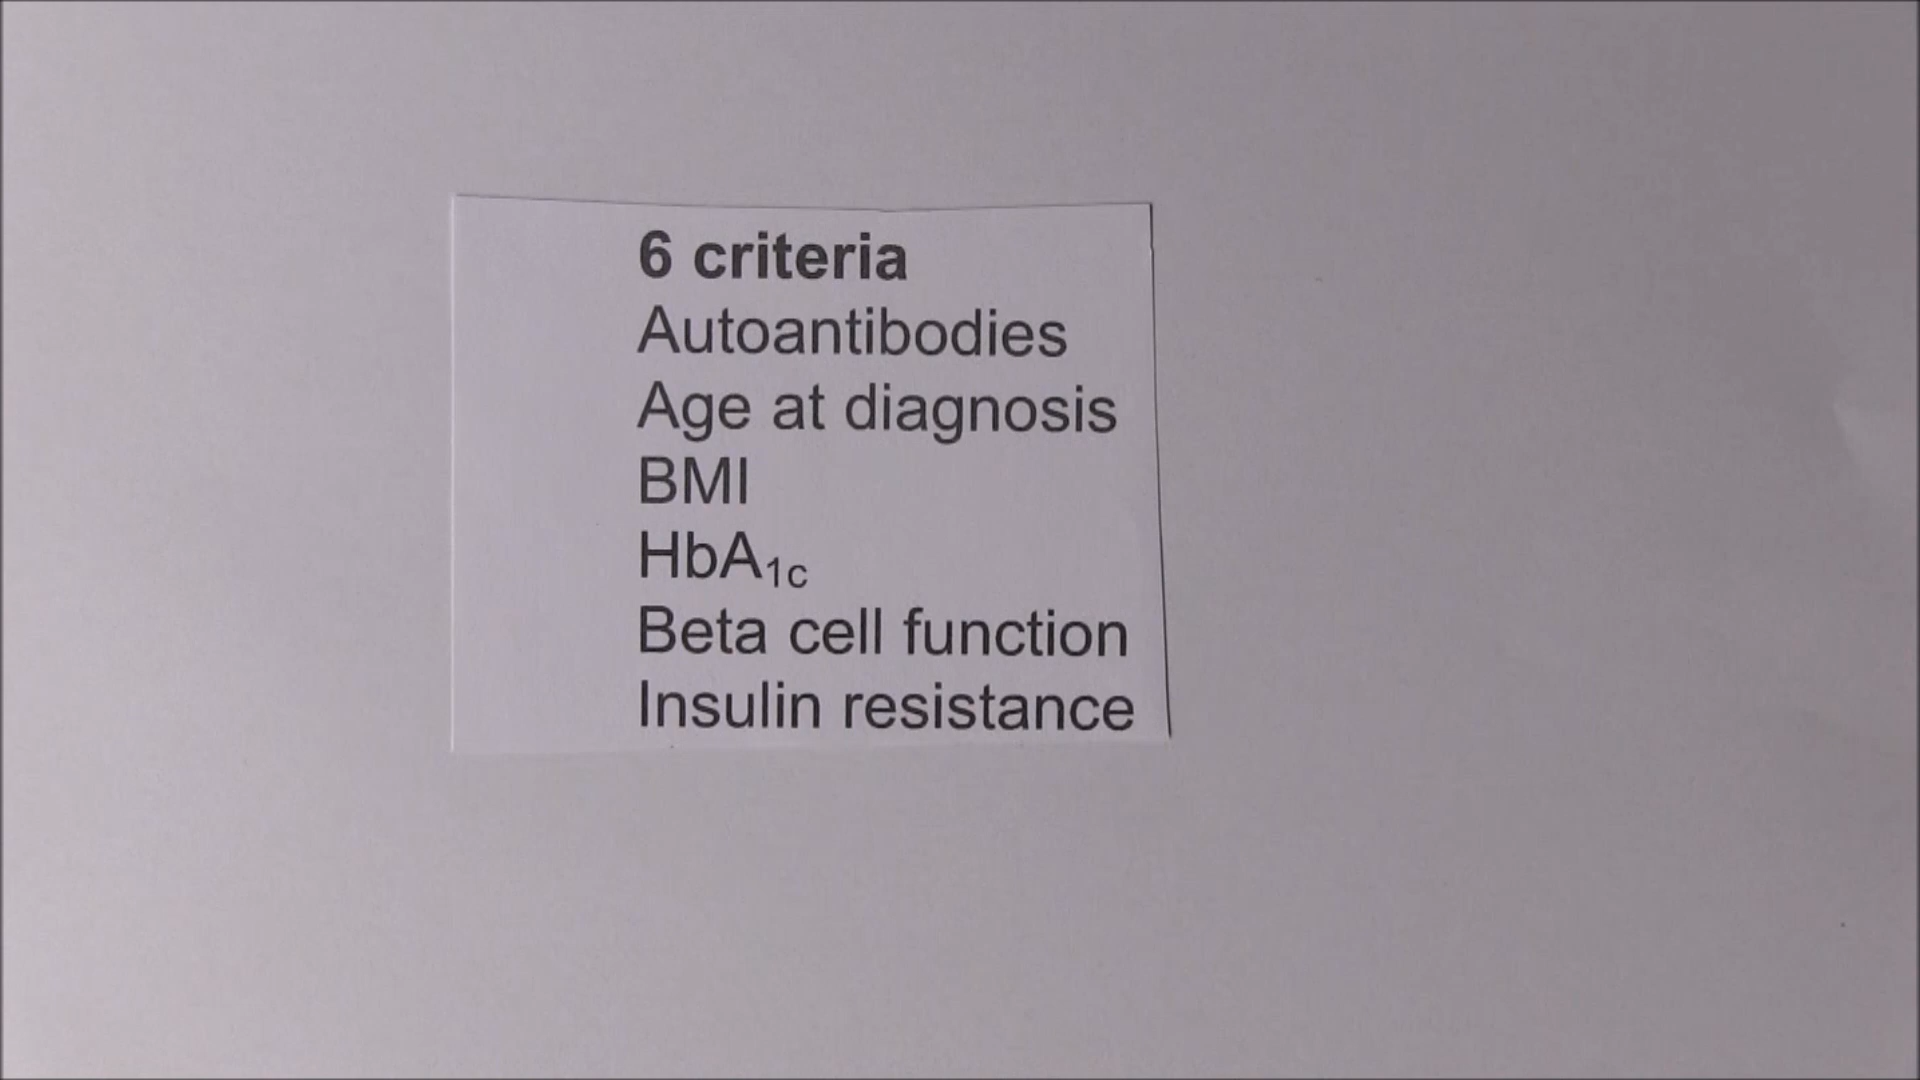 6 criteria
Autoantibodies
Age at diagnosis
BMI
HbA1c
Beta cell function
Insulin resistance